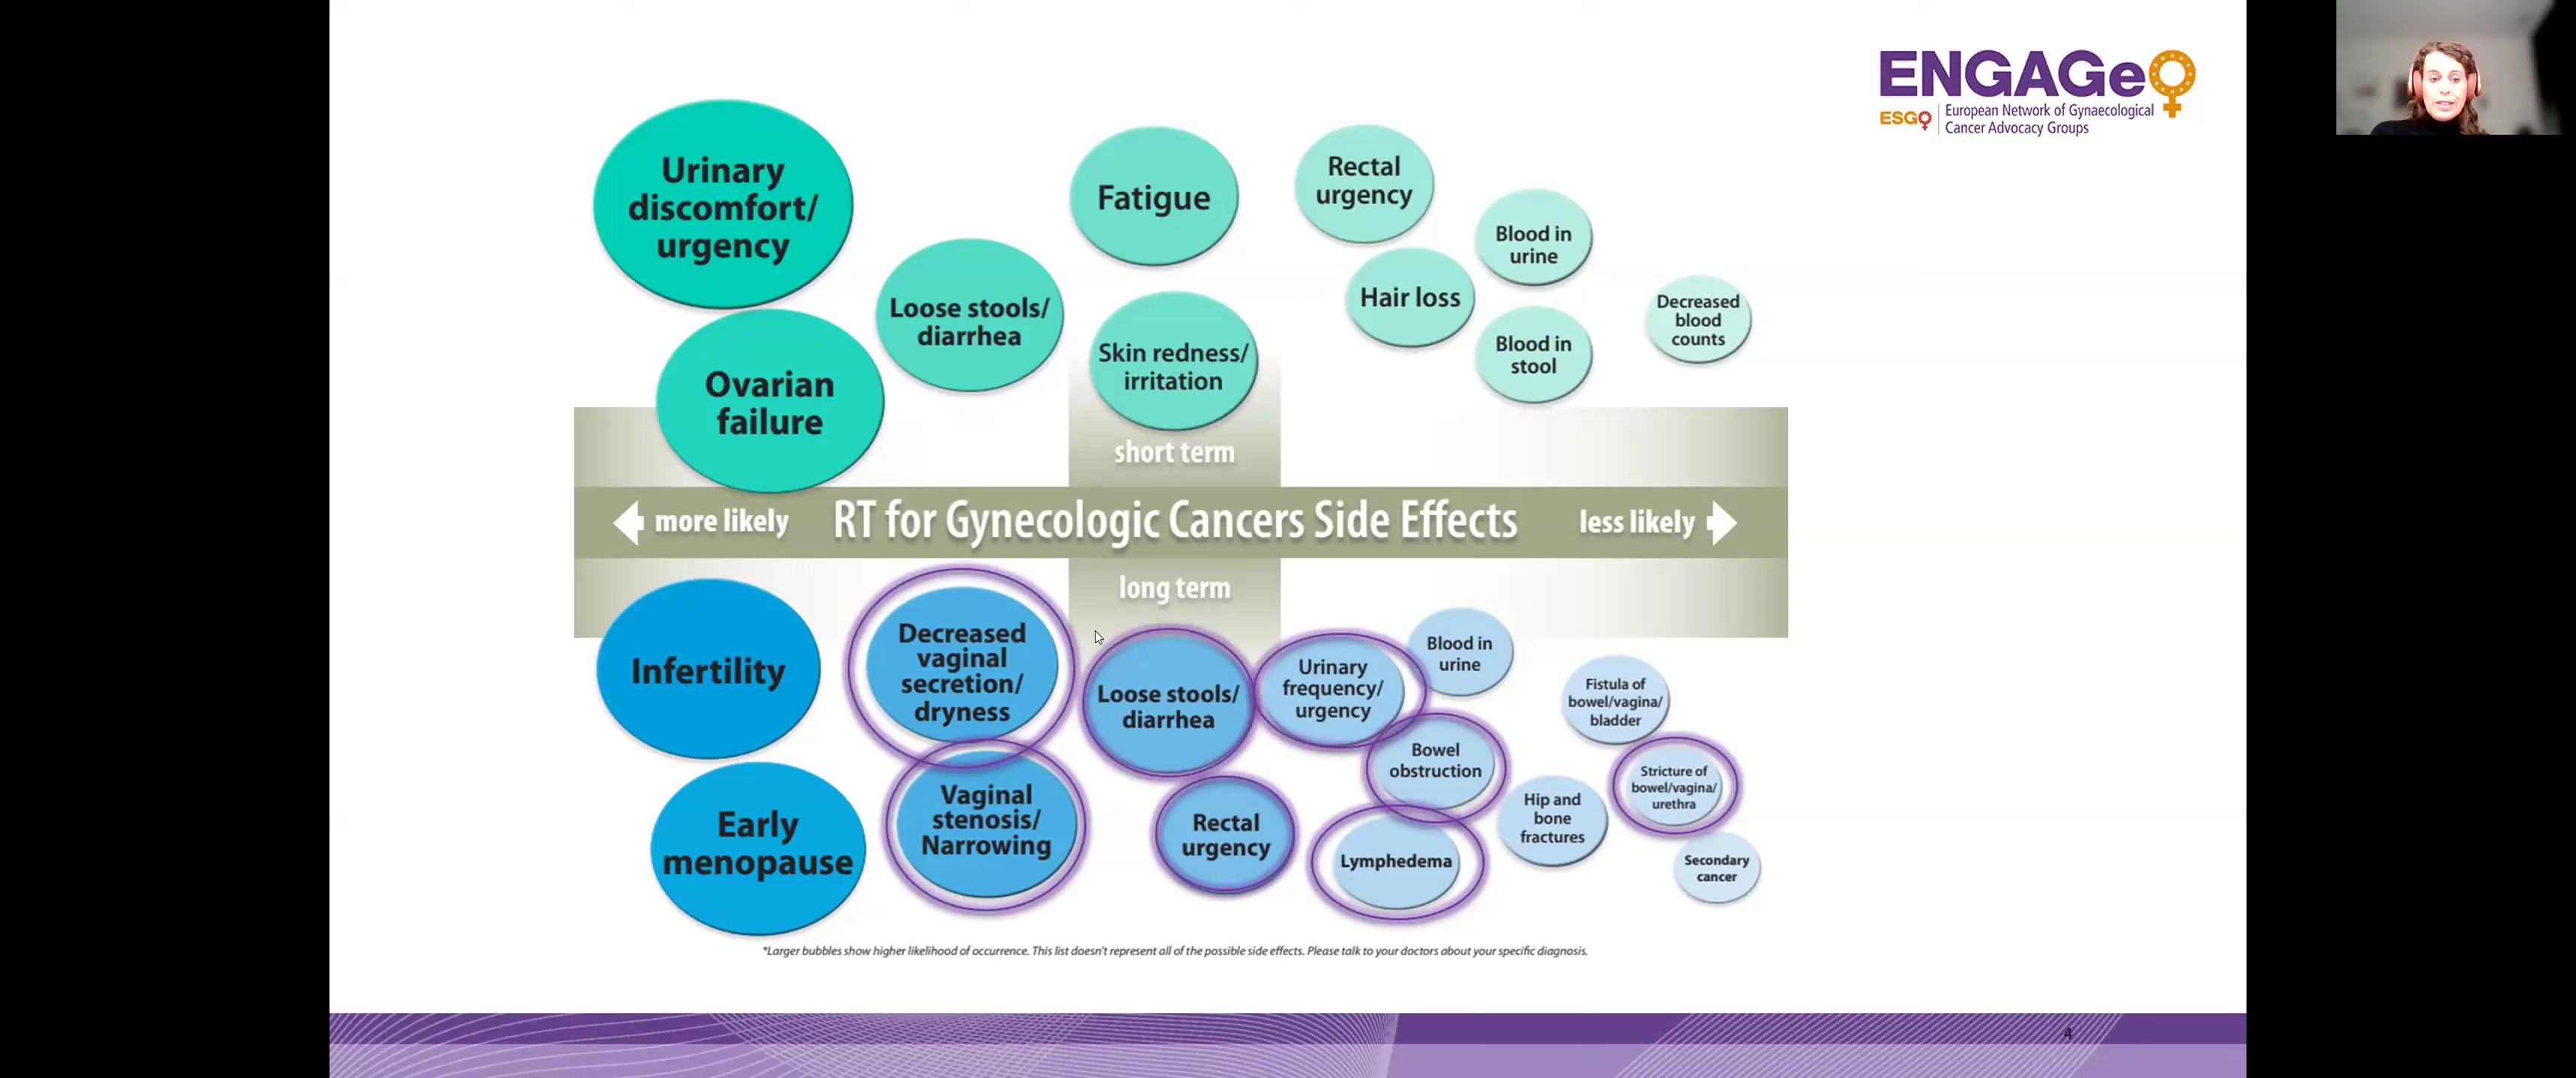 ENGAGe
ESGO
European Network of Gynaecological
Cancer Advocacy Groups
Urinary
discomfort/
urgency
Ovarian
failure
Loose stools/
diarrhea
Fatigue
Skin redness/
irritation
Rectal
urgency
Hair loss
Blood in
urine
Blood in
stool
Decreased
blood
counts
short term
more likely
RT for Gynecologic Cancers Side Effects
less likely
long term
Infertility
Early
menopause
Decreased
vaginal
secretion/
dryness
Vaginal
stenosis/
Narrowing
Loose stools/
diarrhea
Rectal
urgency
Urinary
frequency/
urgency
Blood in
urine
Bowel
obstruction
Lymphedema
Hip and
bone
fractures
Fistula of
bowel/vagina/
bladder
Stricture of
bowel/vagina/
urethra
Secondary
cancer
*Larger bubbles show higher likelihood of occurrence. This list doesn't represent all of the possible side effects. Please talk to your doctors about your specific diagnosis.
4